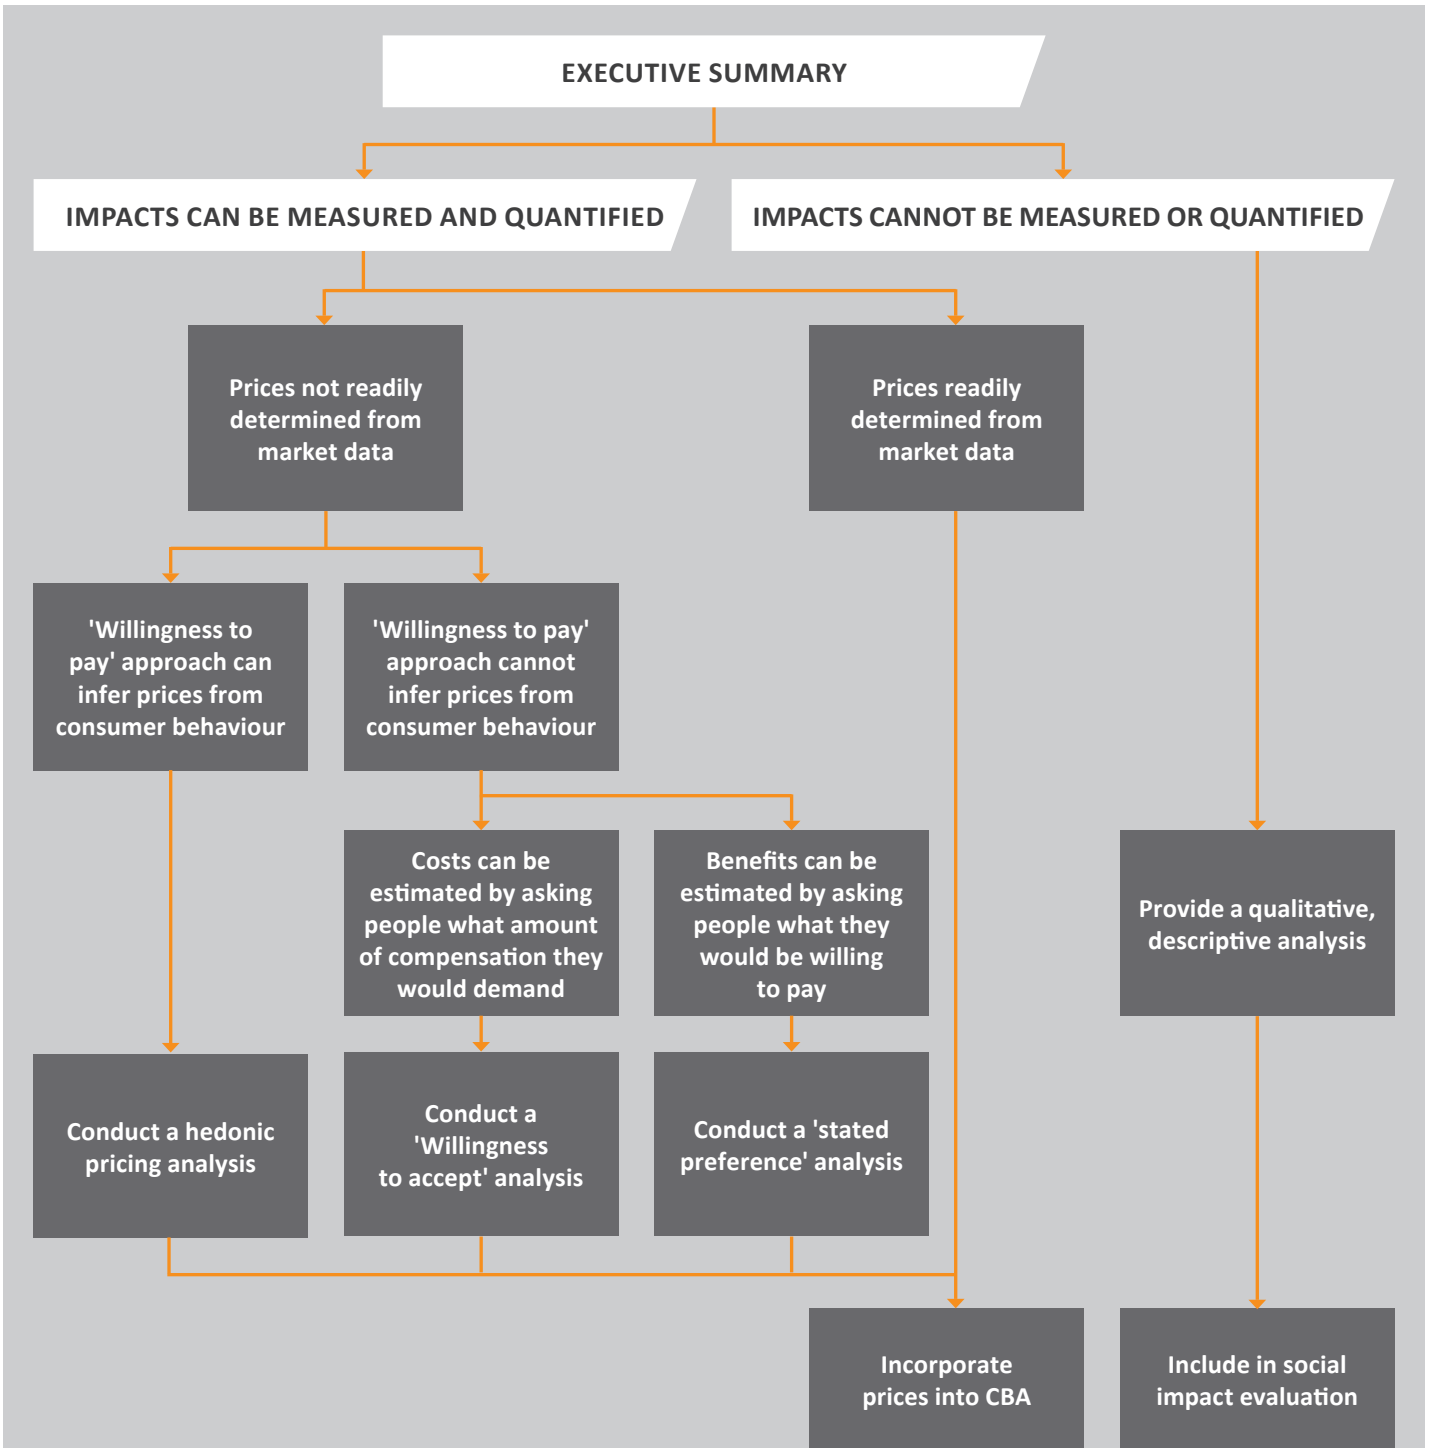 EXECUTIVE SUMMARY
IMPACTS CAN BE MEASURED AND QUANTIFIED
IMPACTS CANNOT BE MEASURED OR QUANTIFIED
Prices not readily
determined from
market data
Prices readily
determined from
market data
'Willingness to
pay' approach can
infer prices from
consumer behaviour
'Willingness to pay'
approach cannot
infer prices from
consumer behaviour
Costs can be
estimated by asking
people what amount
of compensation they
would demand
Benefits can be
estimated by asking
people what they
would be willing
to pay
Provide a qualitative,
descriptive analysis
Conduct a hedonic
pricing analysis
Conduct a
'Willingness
to accept' analysis
Conduct a 'stated
preference' analysis
Incorporate
prices into CBA
Include in social
impact evaluation